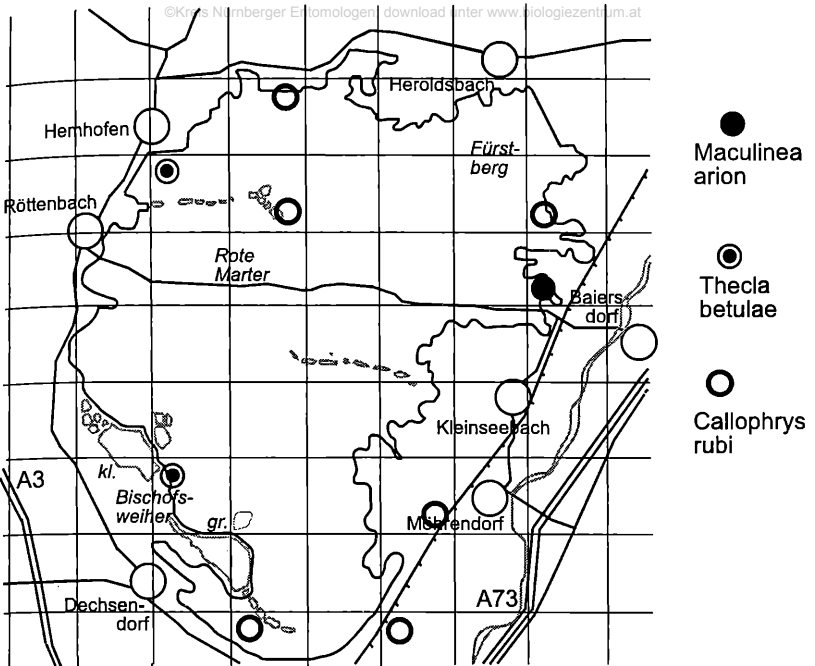 ©Kreis Nürnberger Entomologen; download unter www.biologiezentrum.at
Heroldsbach
Hemhofen
Fürst-
berg
Röttenbach
Rote
Marter
Baiers
dorf
Kleinseebach
kl.
A3
Bischofs-
weiher
gr.
Möhrendorf
Dechsen-
dorf
A73
Maculinea
arion
Thecla
betulae
Callophrys
rubi